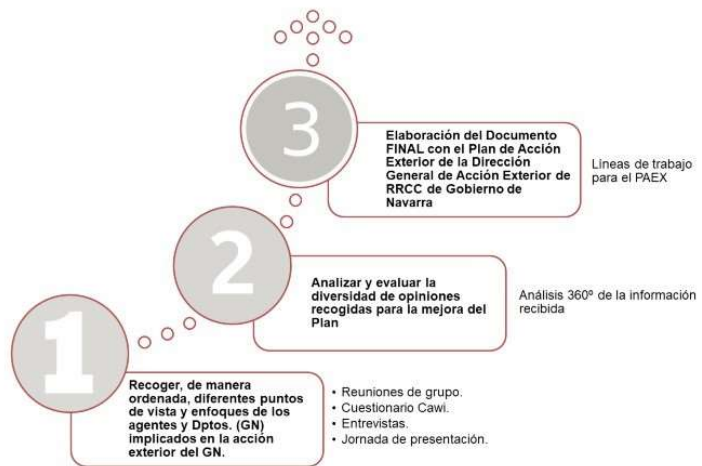 3
Elaboración del Documento
FINAL con el Plan de Acción
Exterior de la Dirección
General de Acción Exterior de
RRCC de Gobierno de
Navarra
Líneas de trabajo
para el PAEX
2
Analizar y evaluar la
diversidad de opiniones
recogidas para la mejora del
Plan
Análisis 360º de la información
recibida
1
Recoger, de manera
ordenada, diferentes puntos
de vista y enfoques de los
agentes y Dptos. (GN)
implicados en la acción
exterior del GN.
• Reuniones de grupo.
• Cuestionario Cawi.
• Entrevistas.
• Jornada de presentación.